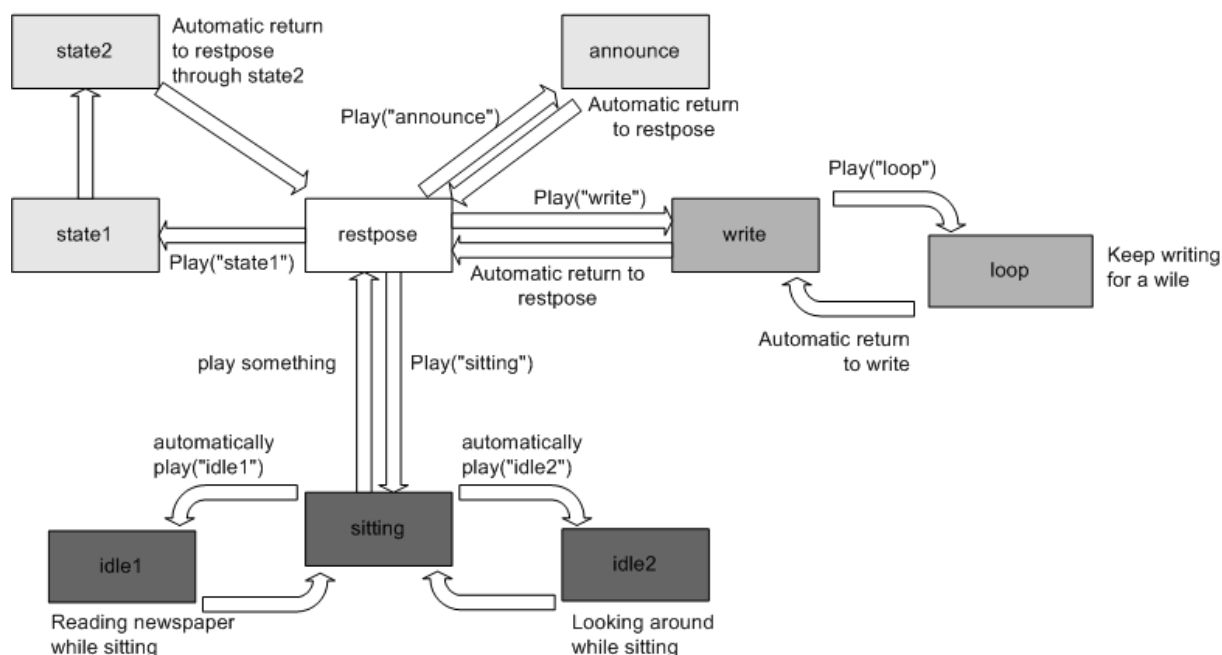 state2
Automatic return
to restpose
through state2
announce
Play("announce")
Automatic return
to restpose
state1
Play("state1")
restpose
Play("write")
Automatic return to
restpose
write
Play("loop")
loop
Keep writing
for a wile
Automatic return
to write
play something
Play("sitting")
automatically
play("idle1")
automatically
play("idle2")
sitting
idle1
idle2
Reading newspaper
while sitting
Looking around
while sitting